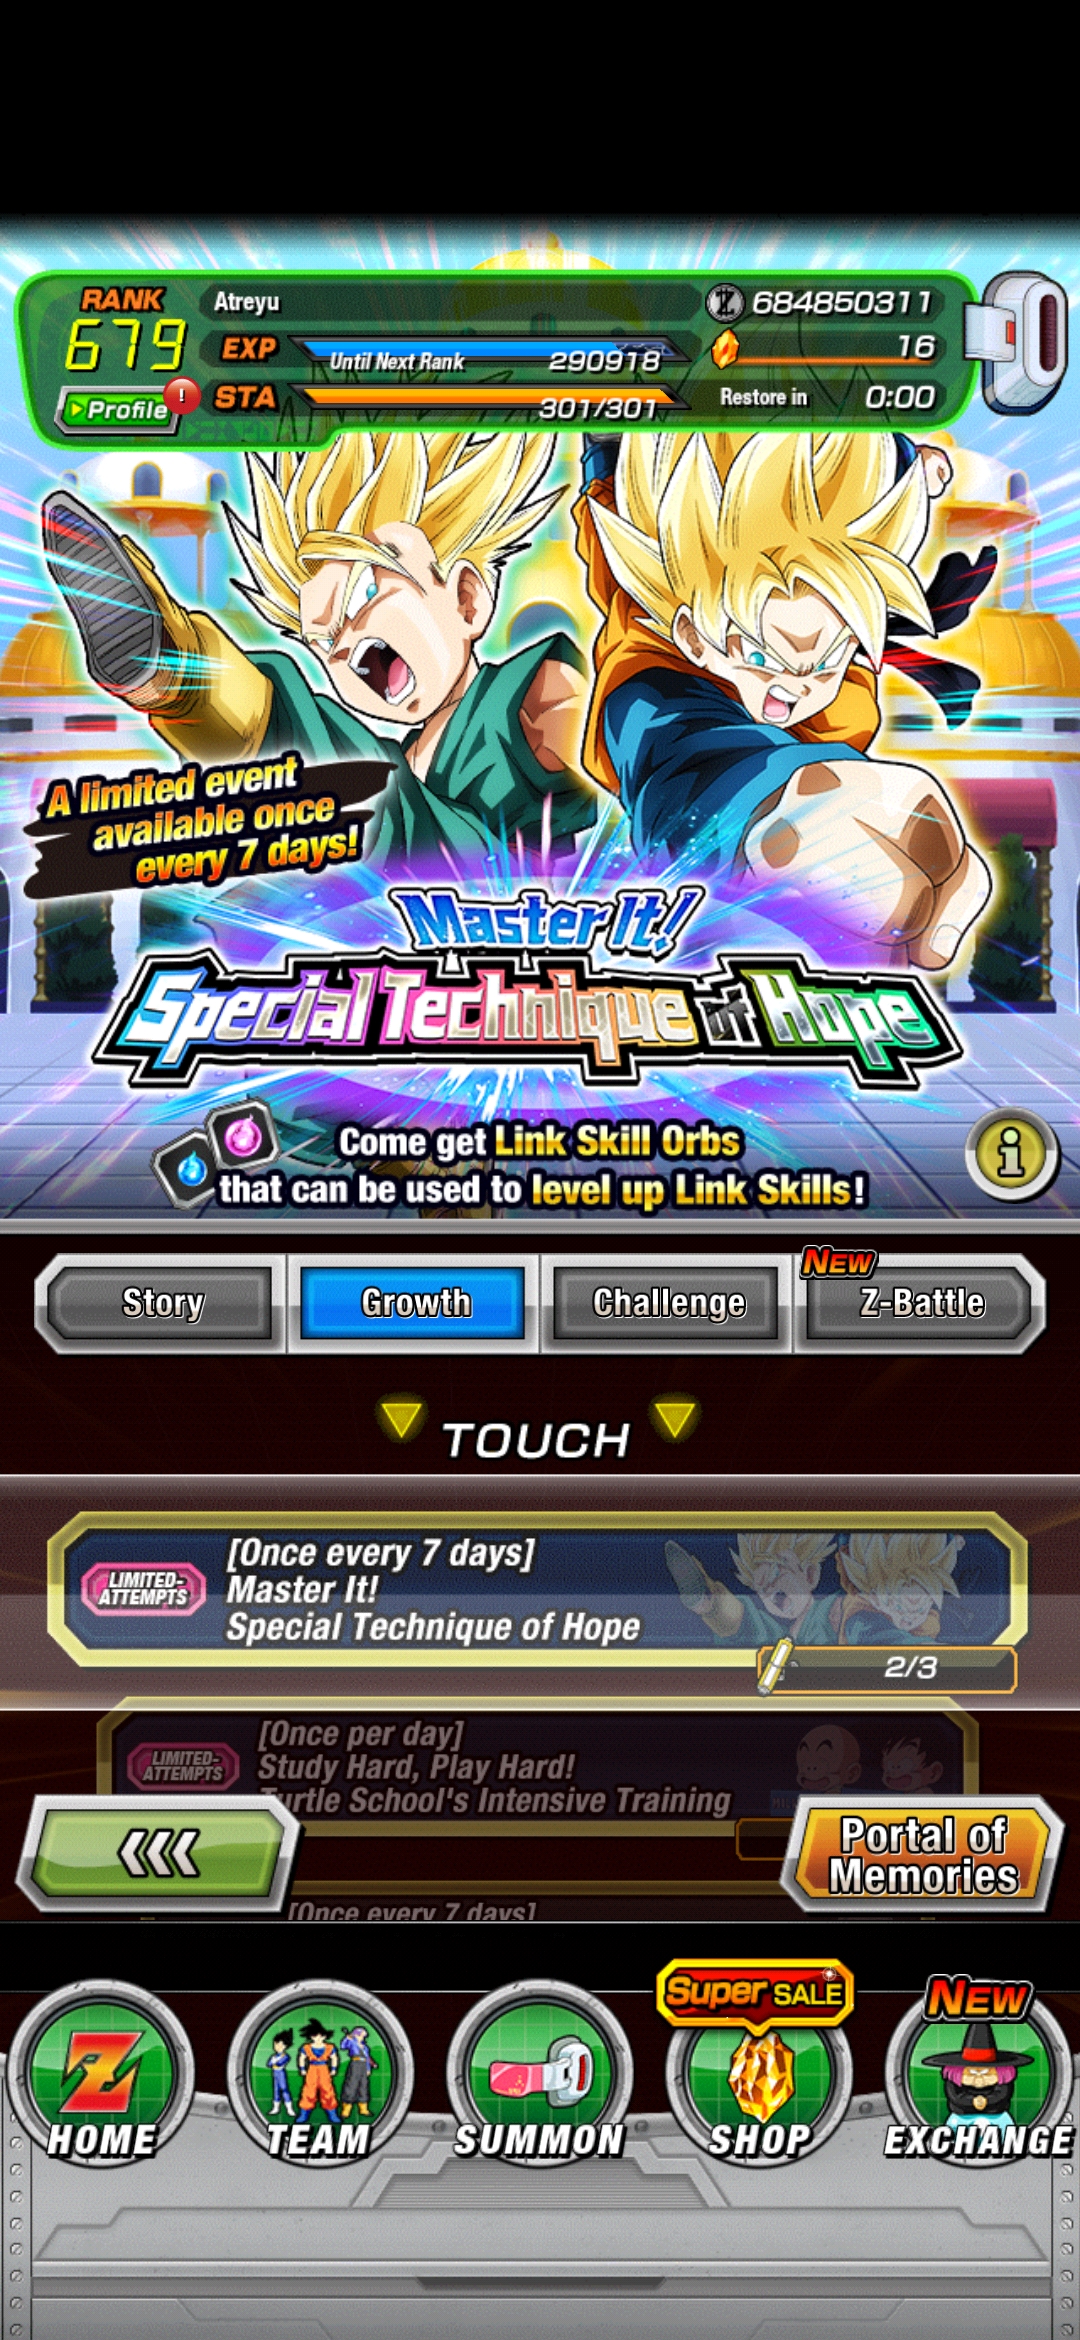 RANK
679
Profile
!
Atreyu
684850311
EXP
Until Next Rank
290918
16
STA
301/301
Restore in
0:00
A limited event
available once
every 7 days!
Master It!
Special Technique of Hope
Come get Link Skill Orbs
that can be used to level up Link Skills!
Story
Growth
Challenge
NEW
Z-Battle
TOUCH
LIMITED-
ATTEMPTS
[Once every 7 days]
Master It!
Special Technique of Hope
2/3
LIMITED-
ATTEMPTS
[Once per day]
Study Hard, Play Hard!
Turtle School's Intensive Training
Portal of
Memories
[Once every 7 days]
HOME
TEAM
SUMMON
Super SALE
SHOP
NEW
EXCHANGE